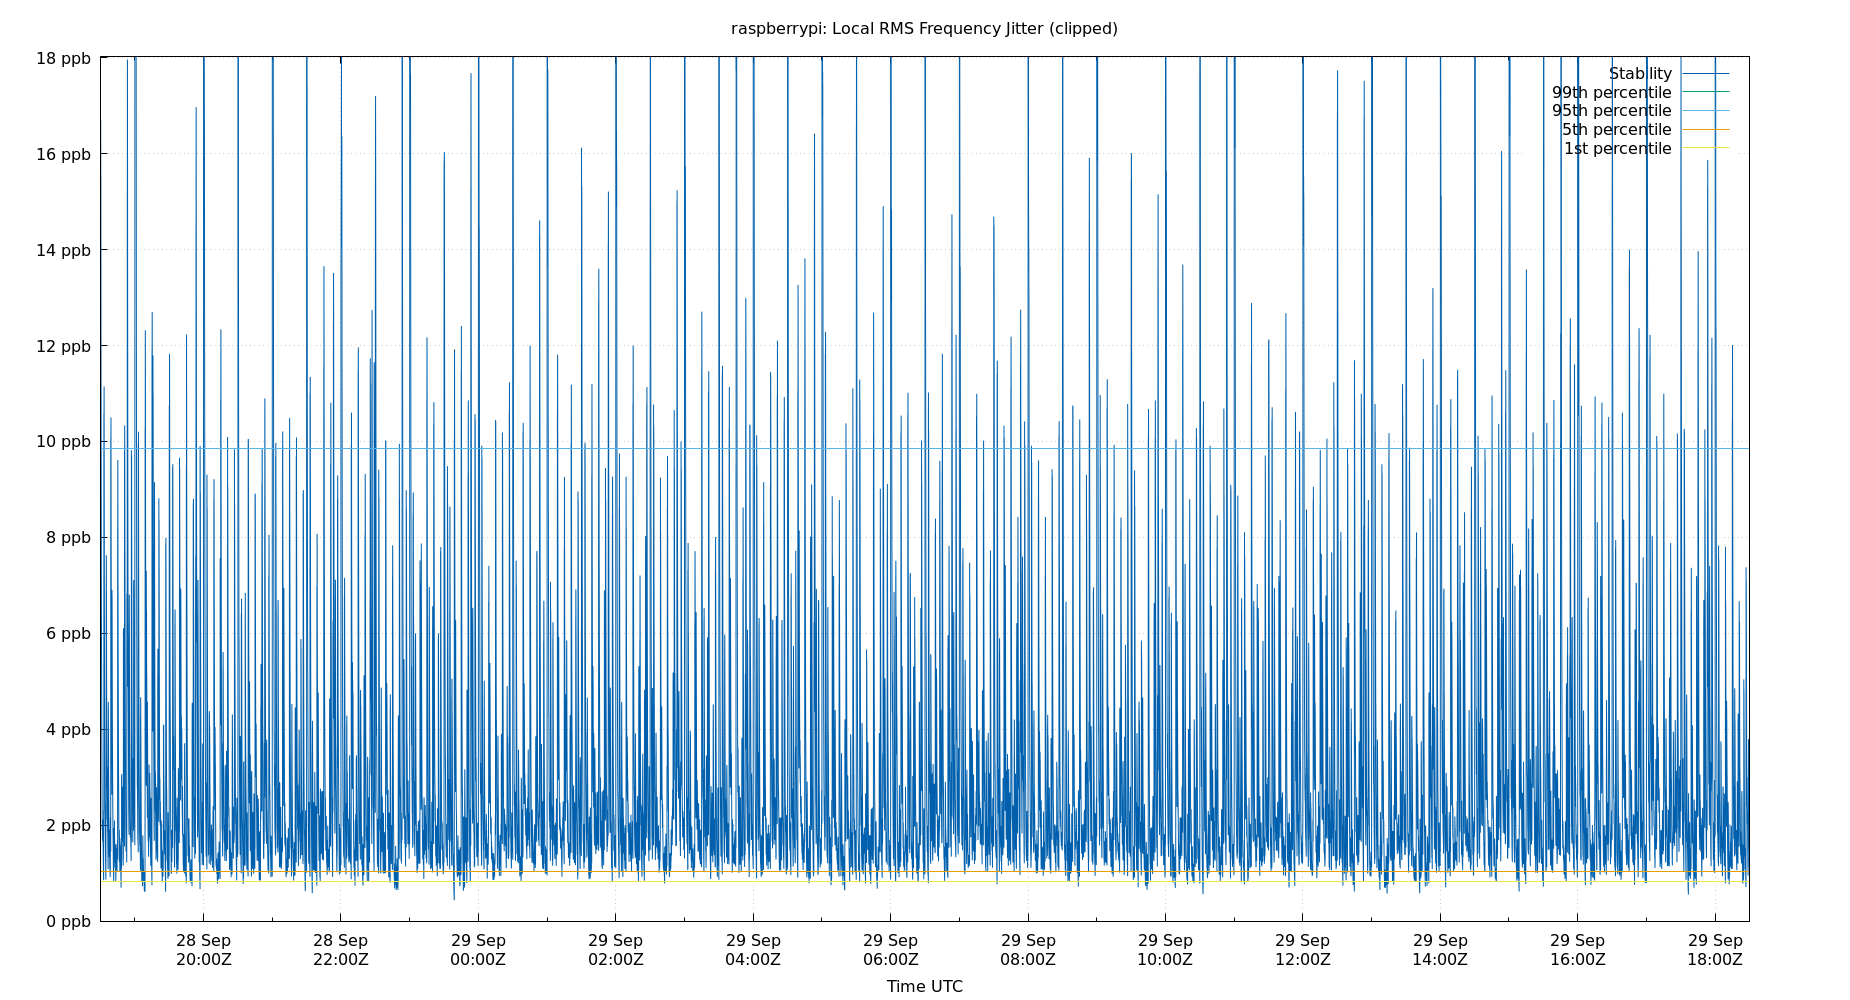 raspberrypi: Local RMS Frequency Jitter (clipped)
18 ppb
16 ppb
14 ppb
12 ppb
10 ppb
8 ppb
6 ppb
4 ppb
2 ppb
0 ppb
Stability
99th percentile
95th percentile
5th percentile
1st percentile
28 Sep
20:00Z
28 Sep
22:00Z
29 Sep
00:00Z
29 Sep
02:00Z
29 Sep
04:00Z
29 Sep
06:00Z
29 Sep
08:00Z
29 Sep
10:00Z
29 Sep
12:00Z
29 Sep
14:00Z
29 Sep
16:00Z
29 Sep
18:00Z
Time UTC